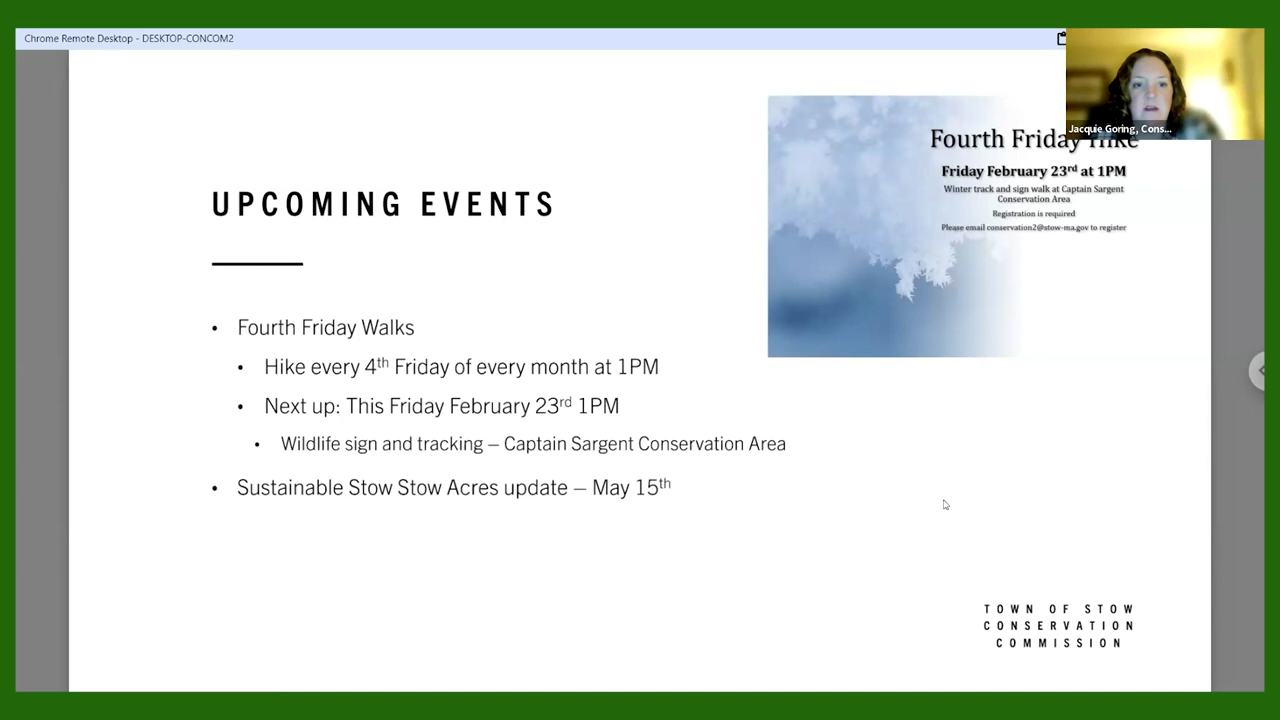 Chrome Remote Desktop - DESKTOP-CONCOM2
Jacquie Goring, Cons...
Fourth Friday Hike
Friday February 23rd at 1PM
Winter track and sign walk at Captain Sargent
Conservation Area
Registration is required
Please email conservation2@stow-ma.gov to register
UPCOMING EVENTS
• Fourth Friday Walks
• Hike every 4th Friday of every month at 1PM
• Next up: This Friday February 23rd 1PM
• Wildlife sign and tracking – Captain Sargent Conservation Area
• Sustainable Stow Stow Acres update – May 15th
TOWN OF STOW
CONSERVATION
COMMISSION